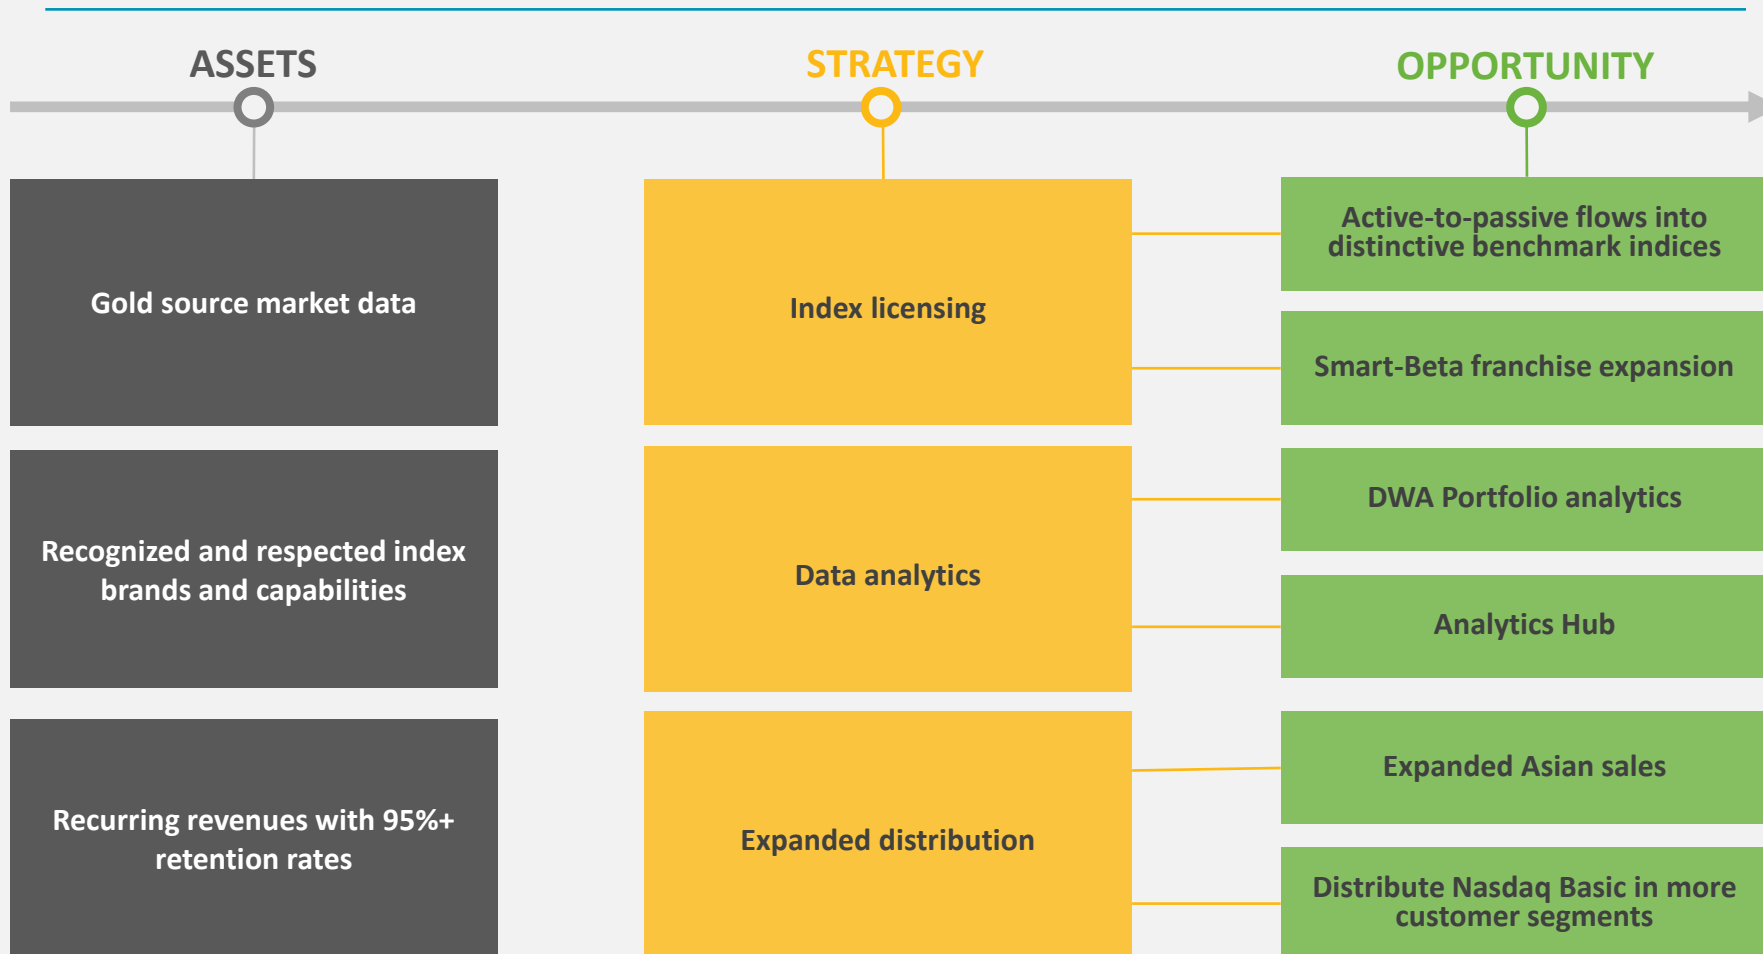 ASSETS
STRATEGY
OPPORTUNITY
Gold source market data
Recognized and respected index
brands and capabilities
Recurring revenues with 95%+
retention rates
Index licensing
Data analytics
Expanded distribution
Active-to-passive flows into
distinctive benchmark indices
Smart-Beta franchise expansion
DWA Portfolio analytics
Analytics Hub
Expanded Asian sales
Distribute Nasdaq Basic in more
customer segments